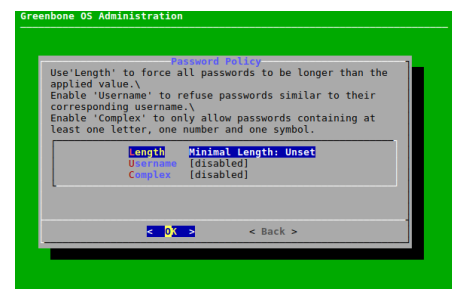 Greenbone OS Administration
Password Policy
Use'Length' to force all passwords to be longer than the
applied value.\
Enable 'Username' to refuse passwords similar to their
corresponding username.\
Enable 'Complex' to only allow passwords containing at
least one letter, one number and one symbol.
Length Minimal Length: Unset
Username [disabled]
Complex [disabled]
< OK > < Back >